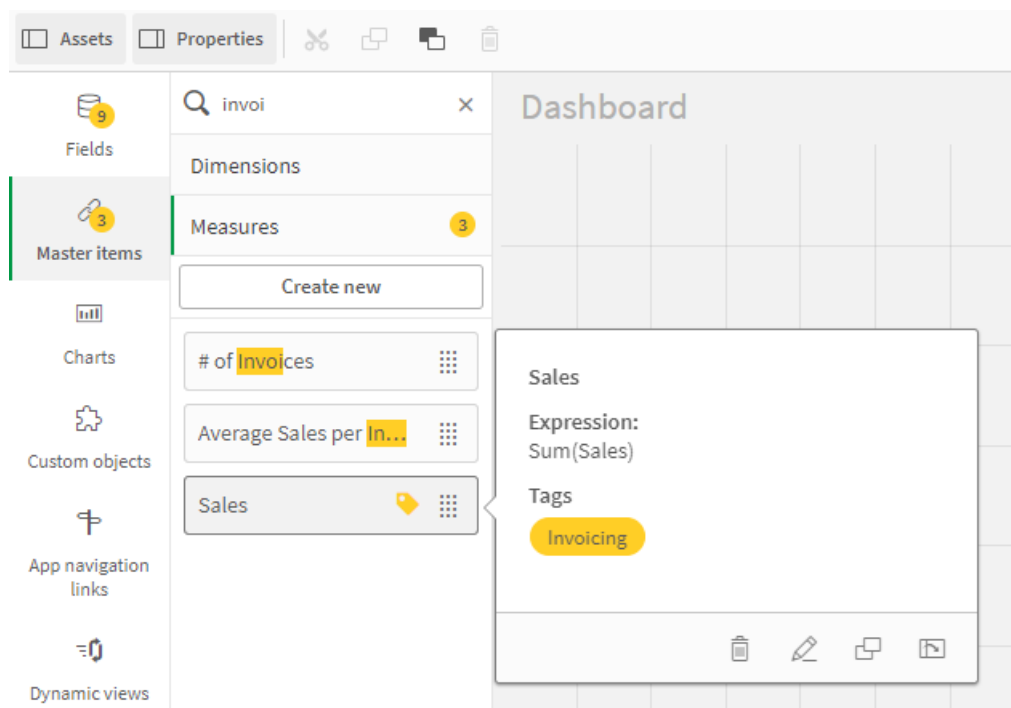 Assets
Properties
9
Fields
3
Master items
Charts
Custom objects
App navigation
links
Dynamic views
invoi
Dimensions
Measures
3
Create new
# of Invoices
Average Sales per In...
Sales
Dashboard
Sales
Expression:
Sum(Sales)
Tags
Invoicing